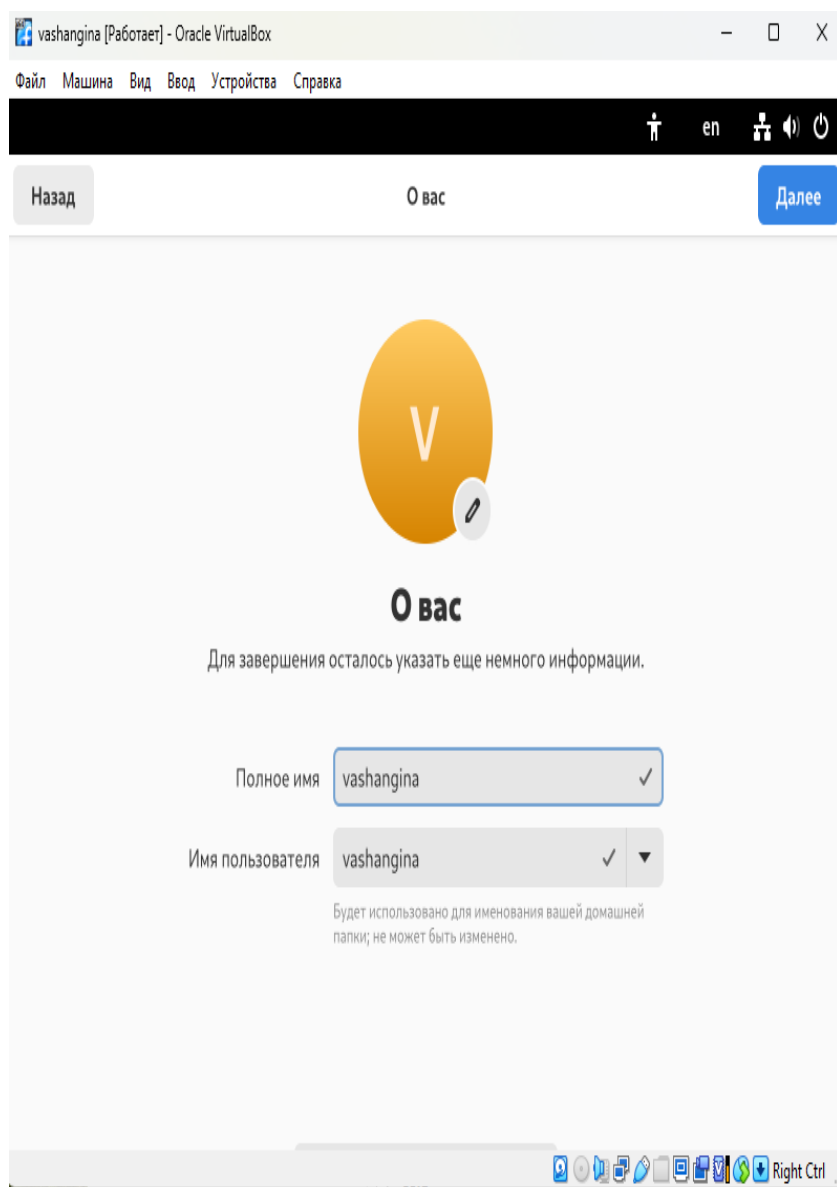 vashangina [Работает] - Oracle VirtualBox
Файл Машина Вид Ввод Устройства Справка
en
Назад О вас Далее
V
О вас
Для завершения осталось указать еще немного информации.
Полное имя vashangina
Имя пользователя vashangina
Будет использовано для именования вашей домашней
папки; не может быть изменено.
Right Ctrl